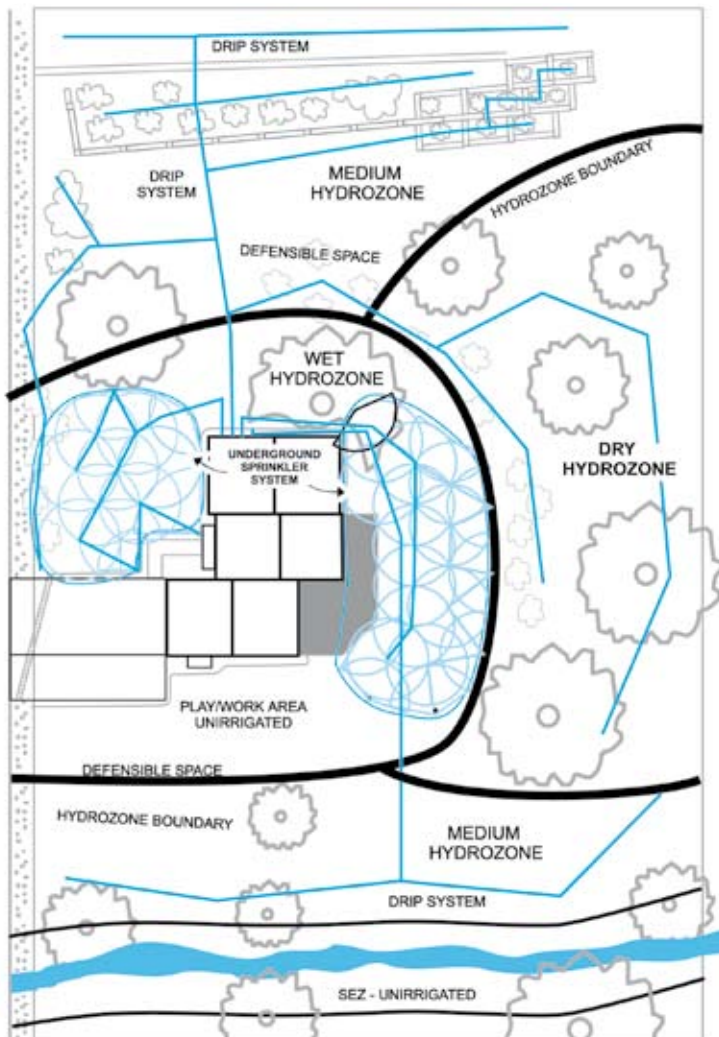 DRIP SYSTEM
DRIP
SYSTEM
MEDIUM
HYDROZONE
HYDROZONE BOUNDARY
DEFENSIBLE SPACE
WET
HYDROZONE
UNDERGROUND
SPRINKLER
SYSTEM
DRY
HYDROZONE
PLAY/WORK AREA
UNIRRIGATED
DEFENSIBLE SPACE
HYDROZONE BOUNDARY
MEDIUM
HYDROZONE
DRIP SYSTEM
SEZ - UNIRRIGATED